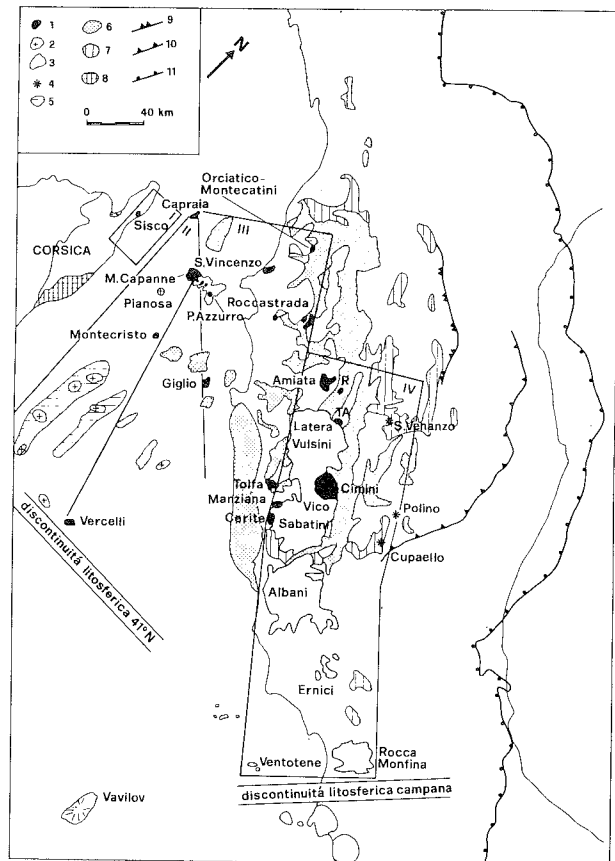 1
2
3
4
5
6
7
8
9
10
11
0 40 km
N
Orciatico-
Montecatini
Capraia
Sisco
I
II
III
CORSICA
S.Vincenzo
M.Capanne
Pianosa
Roccastrada
P.Azzurro
Montecristo
Giglio
Amiata
R
IV
TA
Latera
Vulsini
S.Venanzo
Tolfa
Manziana
Cimini
Vico
Cerite
Sabatini
Polino
Vercelli
Cupaello
discontinuitá litosferica 41°N
Albani
Ernici
Ventotene
Rocca
Monfina
discontinuitá litosferica campana
Vavilov